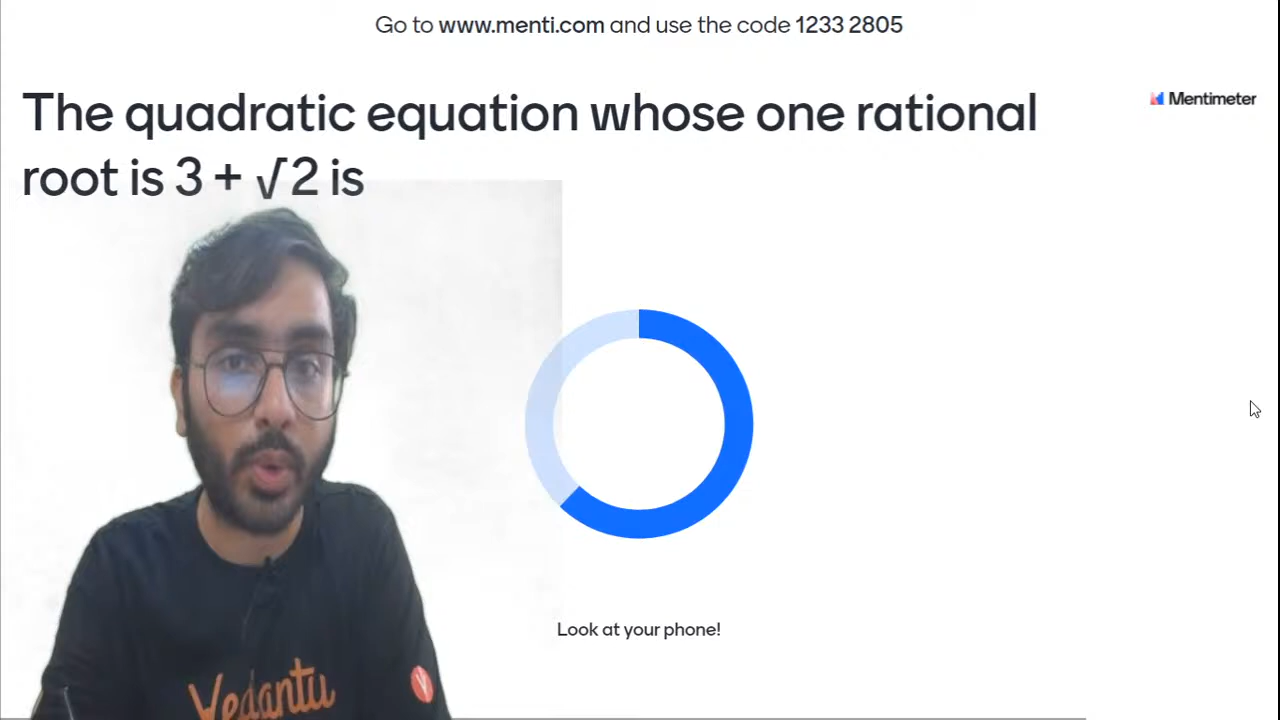 Go to www.menti.com and use the code 1233 2805
Mentimeter
The quadratic equation whose one rational
root is 3 + √2 is
Look at your phone!
Vedantu
V